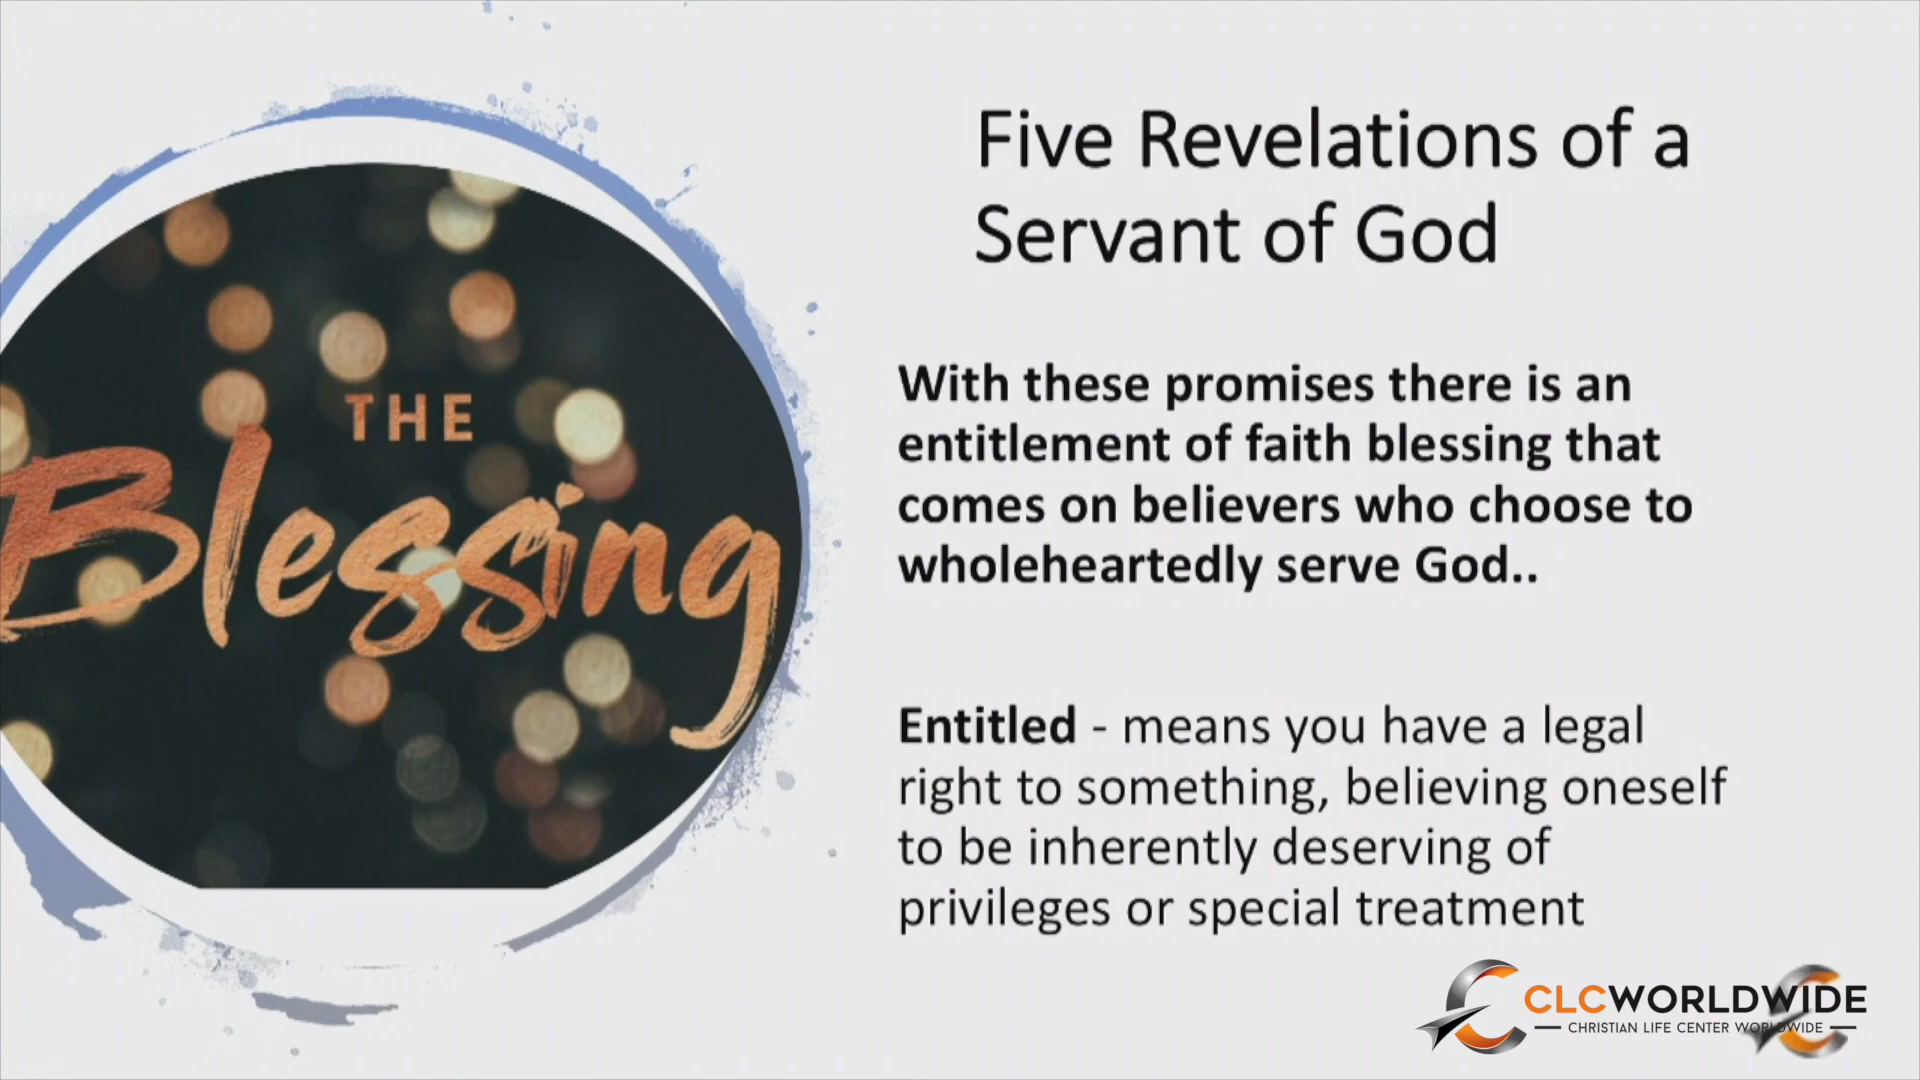 THE
Blessing
Five Revelations of a
Servant of God
With these promises there is an
entitlement of faith blessing that
comes on believers who choose to
wholeheartedly serve God..
Entitled - means you have a legal
right to something, believing oneself
to be inherently deserving of
privileges or special treatment
CLCWORLDWIDE
CHRISTIAN LIFE CENTER WORLDWIDE